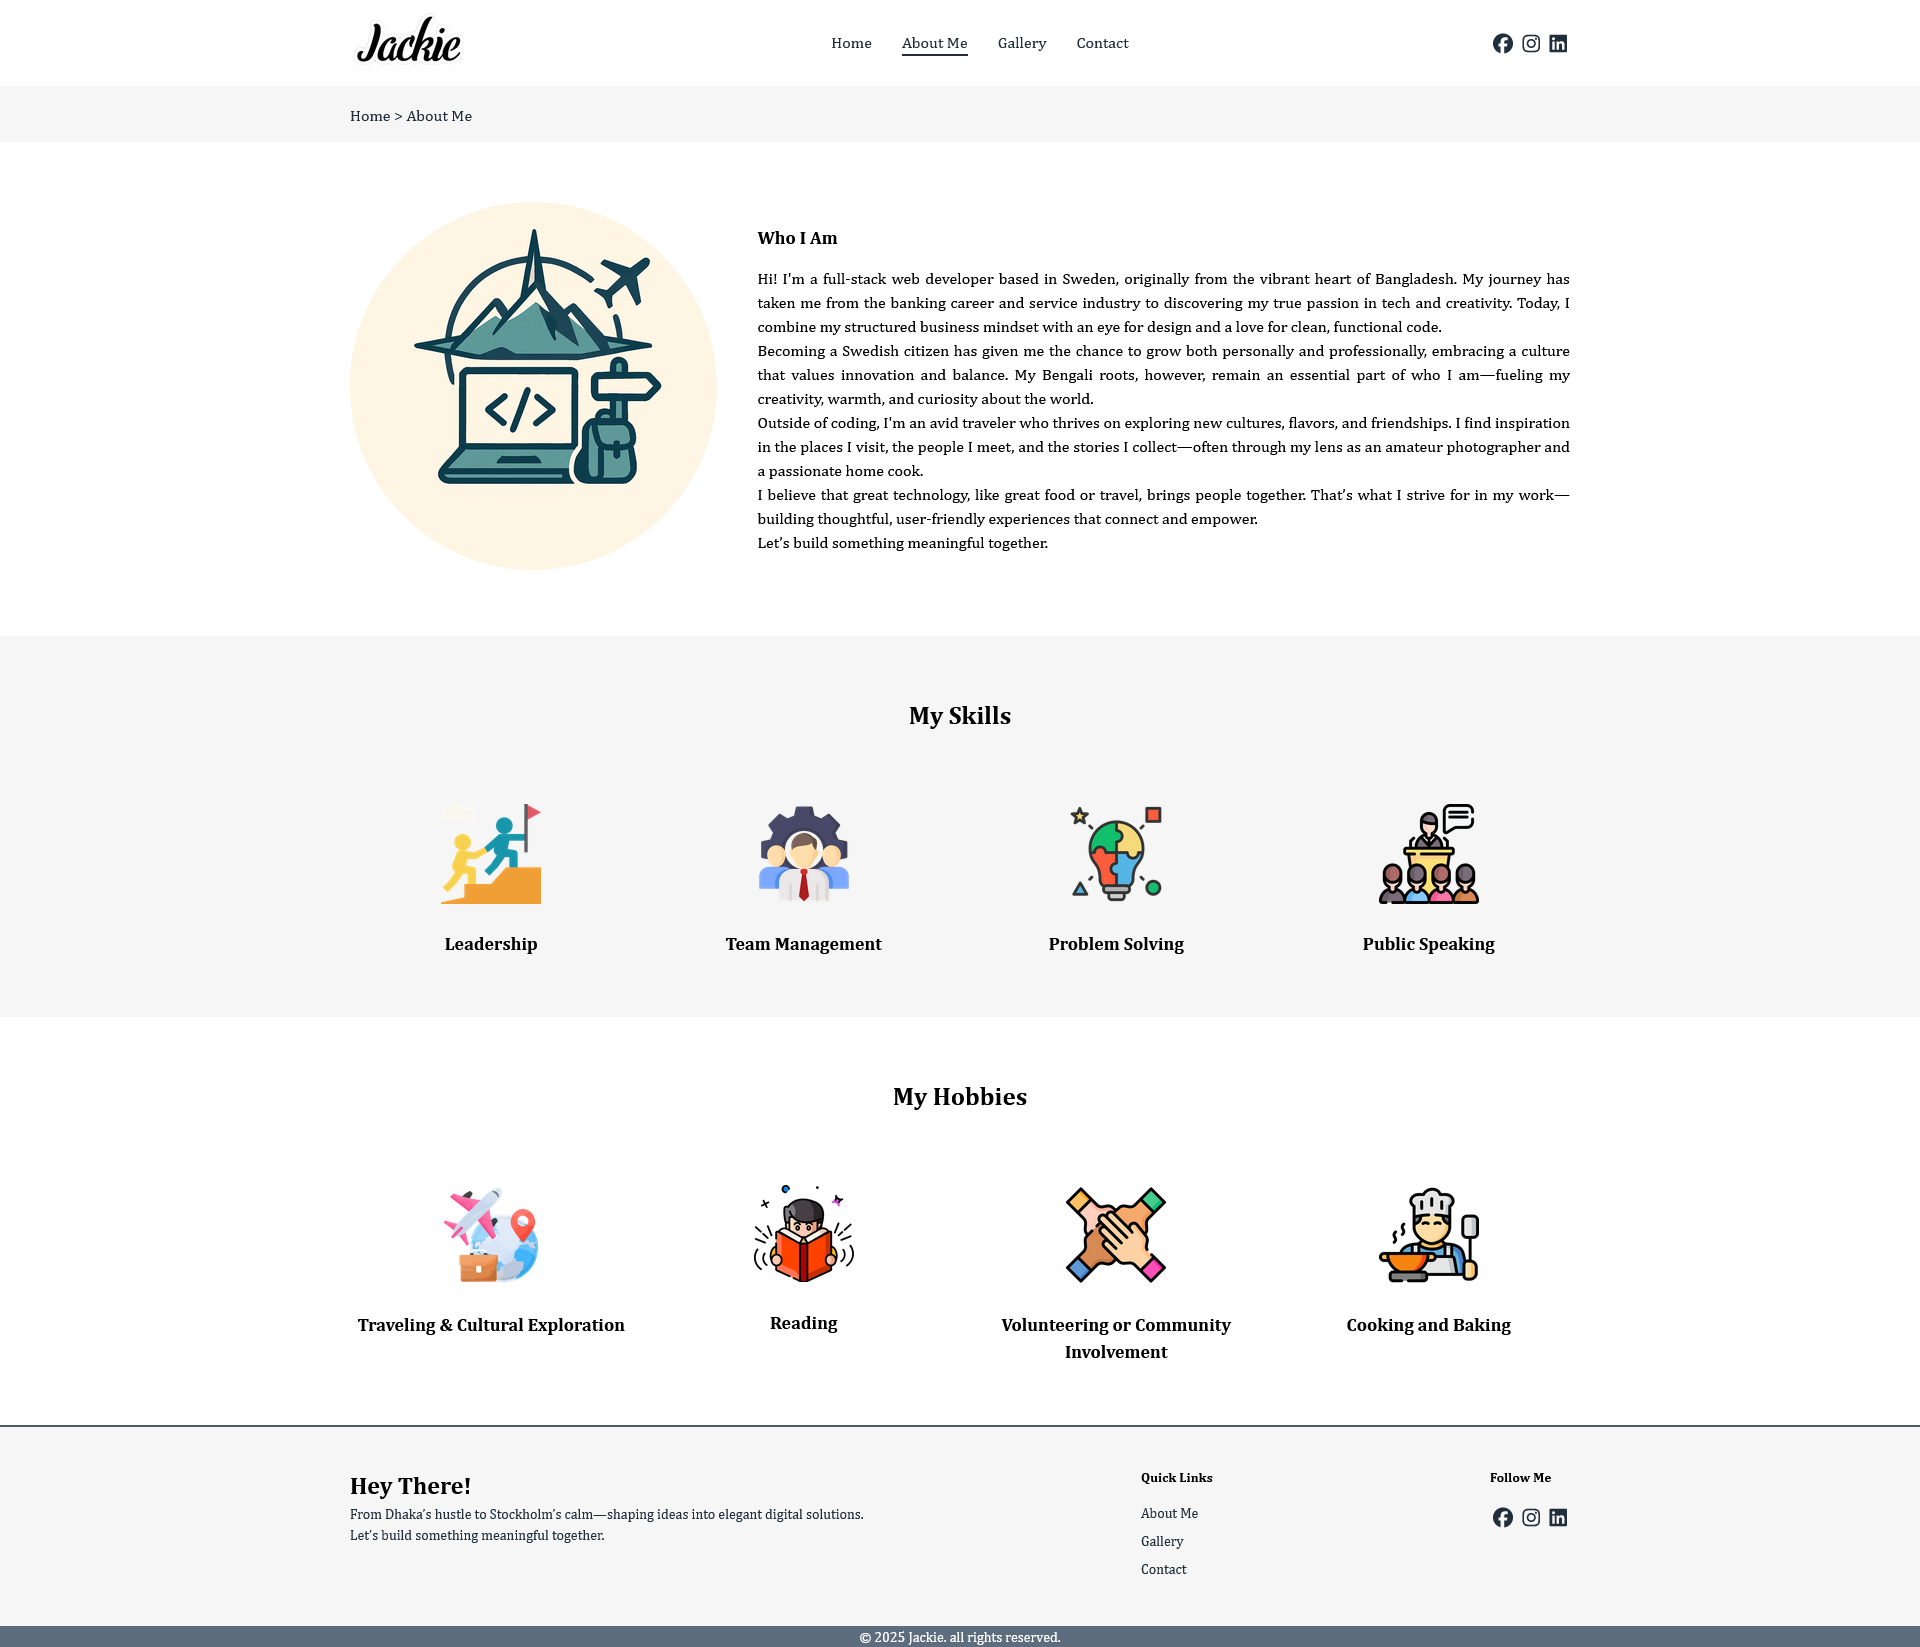 Jackie
Home About Me Gallery Contact
Home > About Me
Who I Am
Hi! I'm a full-stack web developer based in Sweden, originally from the vibrant heart of Bangladesh. My journey has
taken me from the banking career and service industry to discovering my true passion in tech and creativity. Today, I
combine my structured business mindset with an eye for design and a love for clean, functional code.
Becoming a Swedish citizen has given me the chance to grow both personally and professionally, embracing a culture
that values innovation and balance. My Bengali roots, however, remain an essential part of who I am—fueling my
creativity, warmth, and curiosity about the world.
Outside of coding, I'm an avid traveler who thrives on exploring new cultures, flavors, and friendships. I find inspiration
in the places I visit, the people I meet, and the stories I collect—often through my lens as an amateur photographer and
a passionate home cook.
I believe that great technology, like great food or travel, brings people together. That’s what I strive for in my work—
building thoughtful, user-friendly experiences that connect and empower.
Let’s build something meaningful together.
My Skills
Leadership
Team Management
Problem Solving
Public Speaking
My Hobbies
Traveling & Cultural Exploration
Reading
Volunteering or Community
Involvement
Cooking and Baking
Hey There!
From Dhaka’s hustle to Stockholm’s calm—shaping ideas into elegant digital solutions.
Let’s build something meaningful together.
Quick Links
About Me
Gallery
Contact
Follow Me
© 2025 Jackie. all rights reserved.